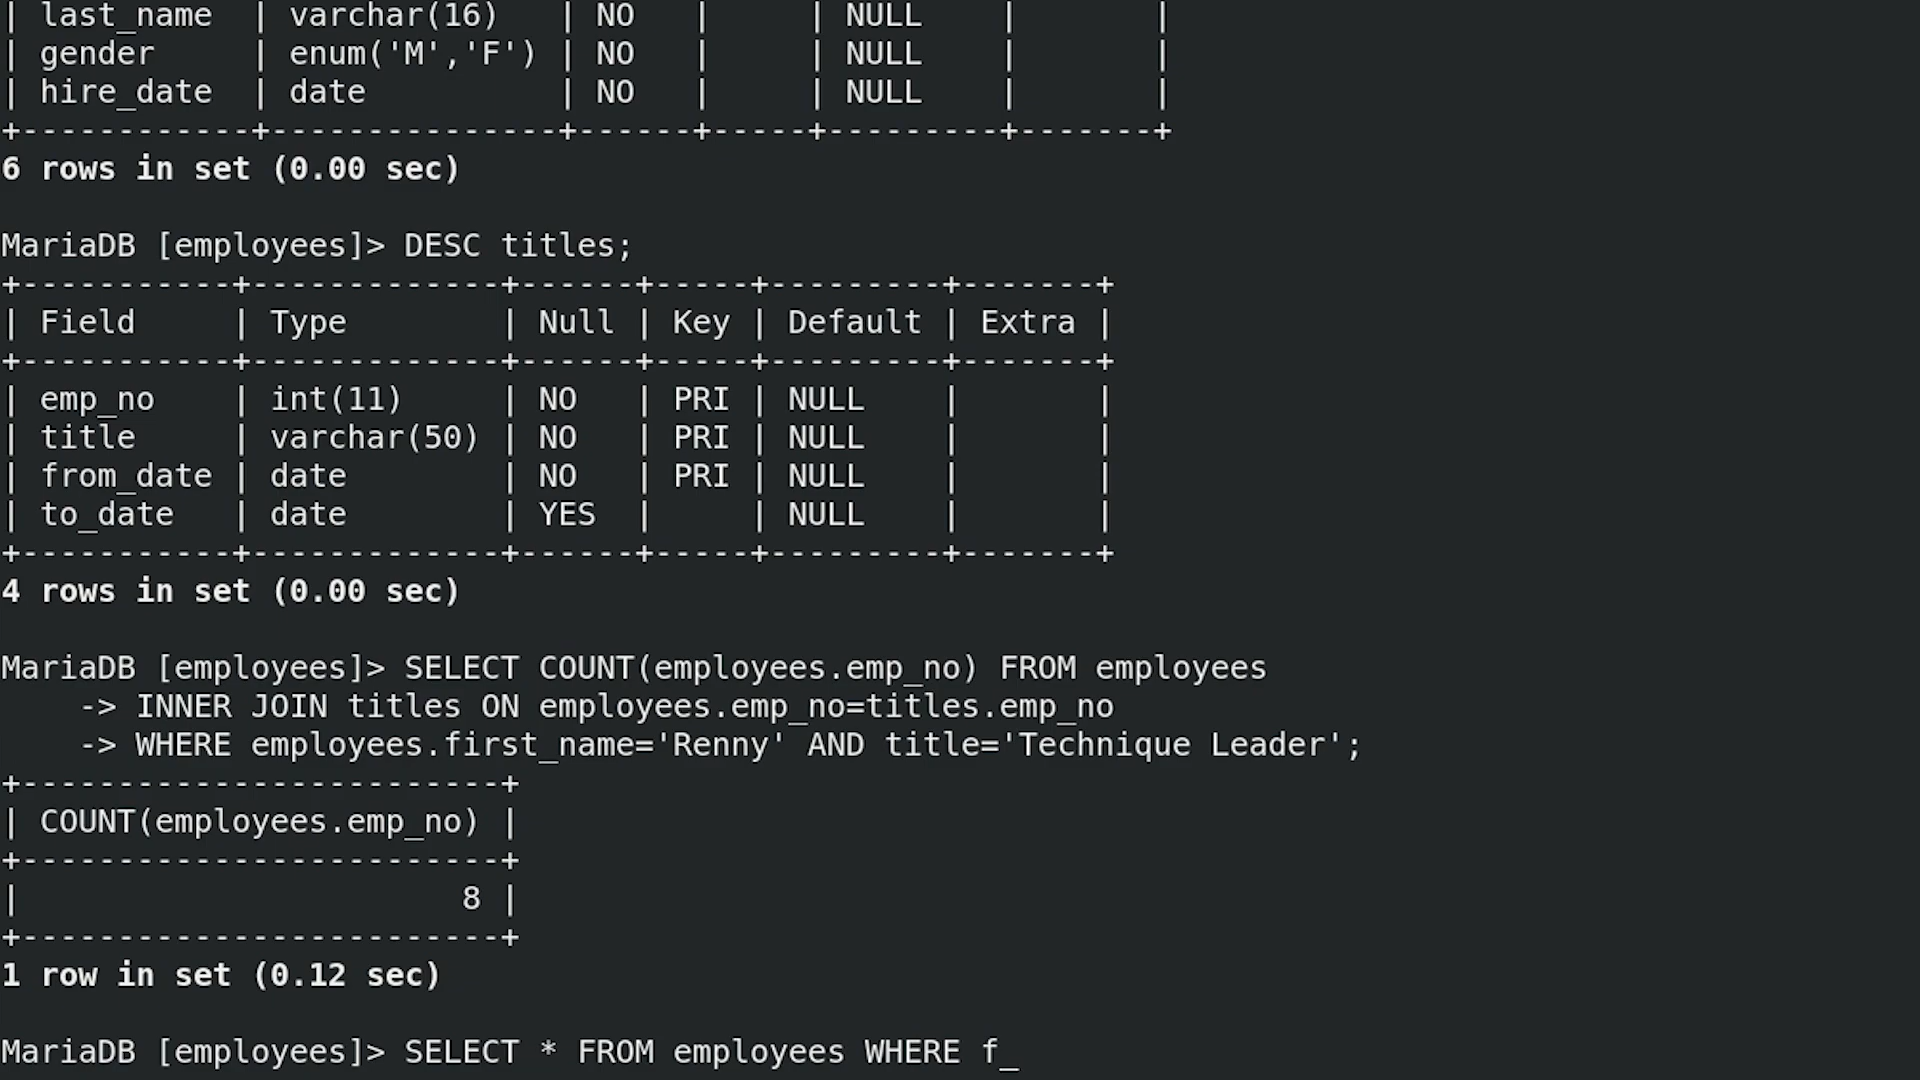 | last_name  | varchar(16)   | NO   |     | NULL    |       |
| gender     | enum('M','F') | NO   |     | NULL    |       |
| hire_date  | date          | NO   |     | NULL    |       |
+------------+---------------+------+-----+---------+-------+
6 rows in set (0.00 sec)

MariaDB [employees]> DESC titles;
+-----------+-------------+------+-----+---------+-------+
| Field     | Type        | Null | Key | Default | Extra |
+-----------+-------------+------+-----+---------+-------+
| emp_no    | int(11)     | NO   | PRI | NULL    |       |
| title     | varchar(50) | NO   | PRI | NULL    |       |
| from_date | date        | NO   | PRI | NULL    |       |
| to_date   | date        | YES  |     | NULL    |       |
+-----------+-------------+------+-----+---------+-------+
4 rows in set (0.00 sec)

MariaDB [employees]> SELECT COUNT(employees.emp_no) FROM employees
    -> INNER JOIN titles ON employees.emp_no=titles.emp_no
    -> WHERE employees.first_name='Renny' AND title='Technique Leader';
+-------------------------+
| COUNT(employees.emp_no) |
+-------------------------+
|                       8 |
+-------------------------+
1 row in set (0.12 sec)

MariaDB [employees]> SELECT * FROM employees WHERE f_